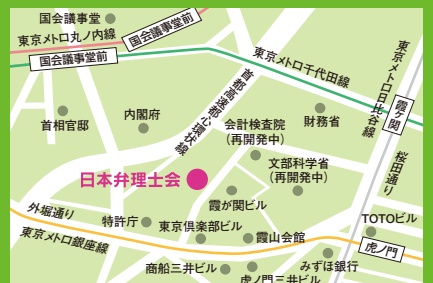 国会議事堂
東京メトロ丸ノ内線
国会議事堂前
国会議事堂前
東京メトロ千代田線
東京メトロ日比谷線
首都高速都心環状線
霞ヶ関
首相官邸
内閣府
会計検査院
(再開発中)
財務省
文部科学省
(再開発中)
桜田通り
日本弁理士会
霞が関ビル
外堀通り
特許庁
東京倶楽部ビル
TOTOビル
東京メトロ銀座線
霞山会館
虎ノ門
商船三井ビル
みずほ銀行
虎ノ門三井ビル